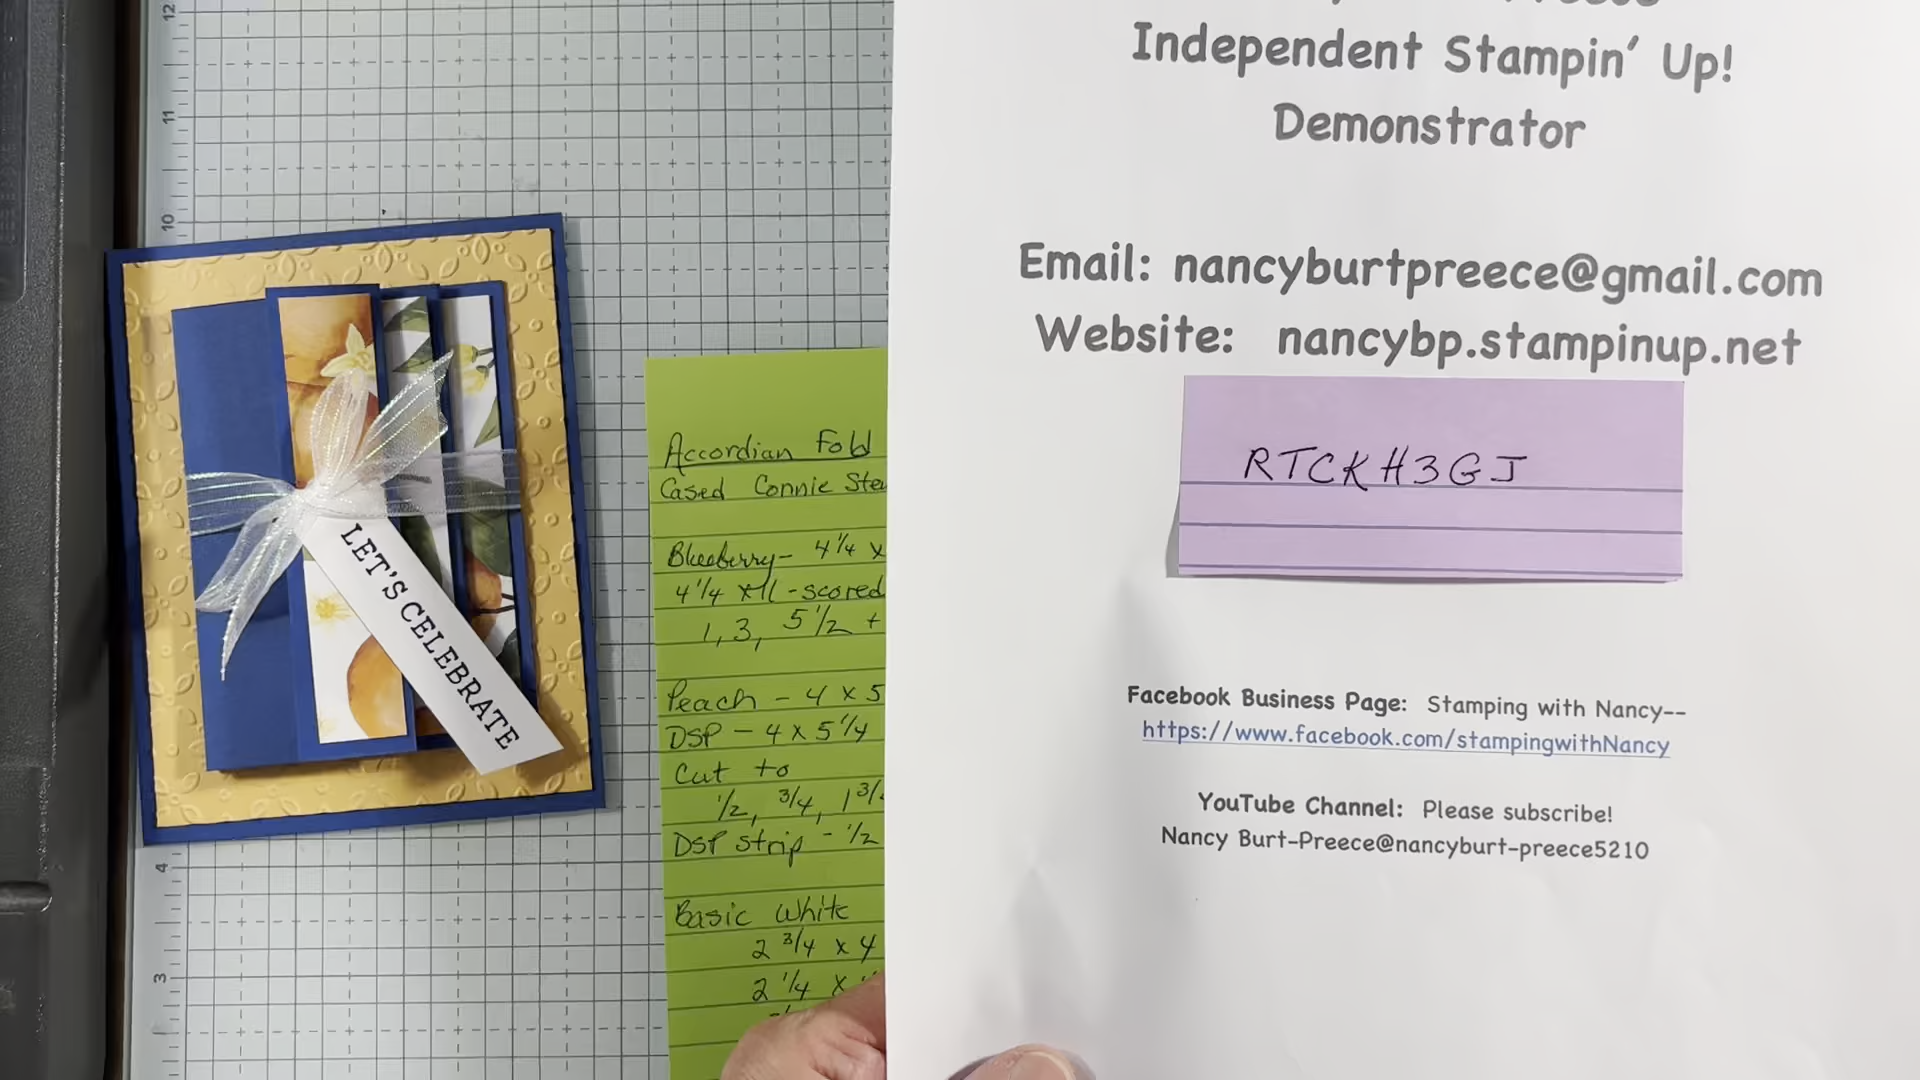 LET'S CELEBRATE
Accordian Fold
Cased Connie
Blueberry- 4 1/4 x
4 1/4 x 11 - scored
1, 3, 5 1/2 +
Peach - 4 x 5
DSP - 4 x 5 1/4
Cut to
1/2, 3/4, 1 3/
DSP Strip - 1/2
Basic White
2 3/4 x 4
2 1/4 x
Independent Stampin' Up!
Demonstrator
Email: nancyburtpreece@gmail.com
Website: nancybp.stampinup.net
RTCKH3GJ
Facebook Business Page: Stamping with Nancy--
https://www.facebook.com/stampingwithNancy
YouTube Channel: Please subscribe!
Nancy Burt-Preece@nancyburt-preece5210
12
11
10
4
3